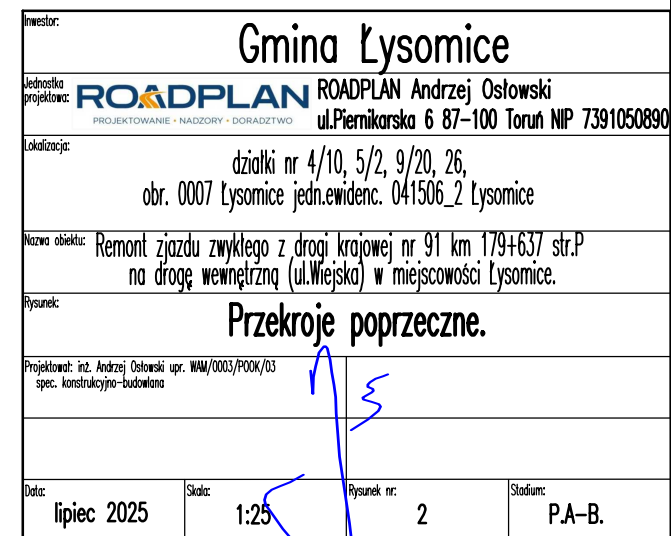 Inwestor:
Gmina Łysomice
Jednostka
projektowa:
ROADPLAN
PROJEKTOWANIE • NADZORY • DORADZTWO
ROADPLAN Andrzej Osłowski
ul.Piernikarska 6 87-100 Toruń NIP 7391050890
Lokalizacja:
działki nr 4/10, 5/2, 9/20, 26,
obr. 0007 Łysomice jedn.ewidenc. 041506_2 Łysomice
Nazwa obiektu:
Remont zjazdu zwykłego z drogi krajowej nr 91 km 179+637 str.P
na drogę wewnętrzną (ul.Wiejska) w miejscowości Łysomice.
Rysunek:
Przekroje poprzeczne.
Projektował: inż. Andrzej Osłowski upr. WAM/0003/POOK/03
spec. konstrukcyjno-budowlana
Data:
lipiec 2025
Skala:
1:25
Rysunek nr:
2
Stadium:
P.A-B.